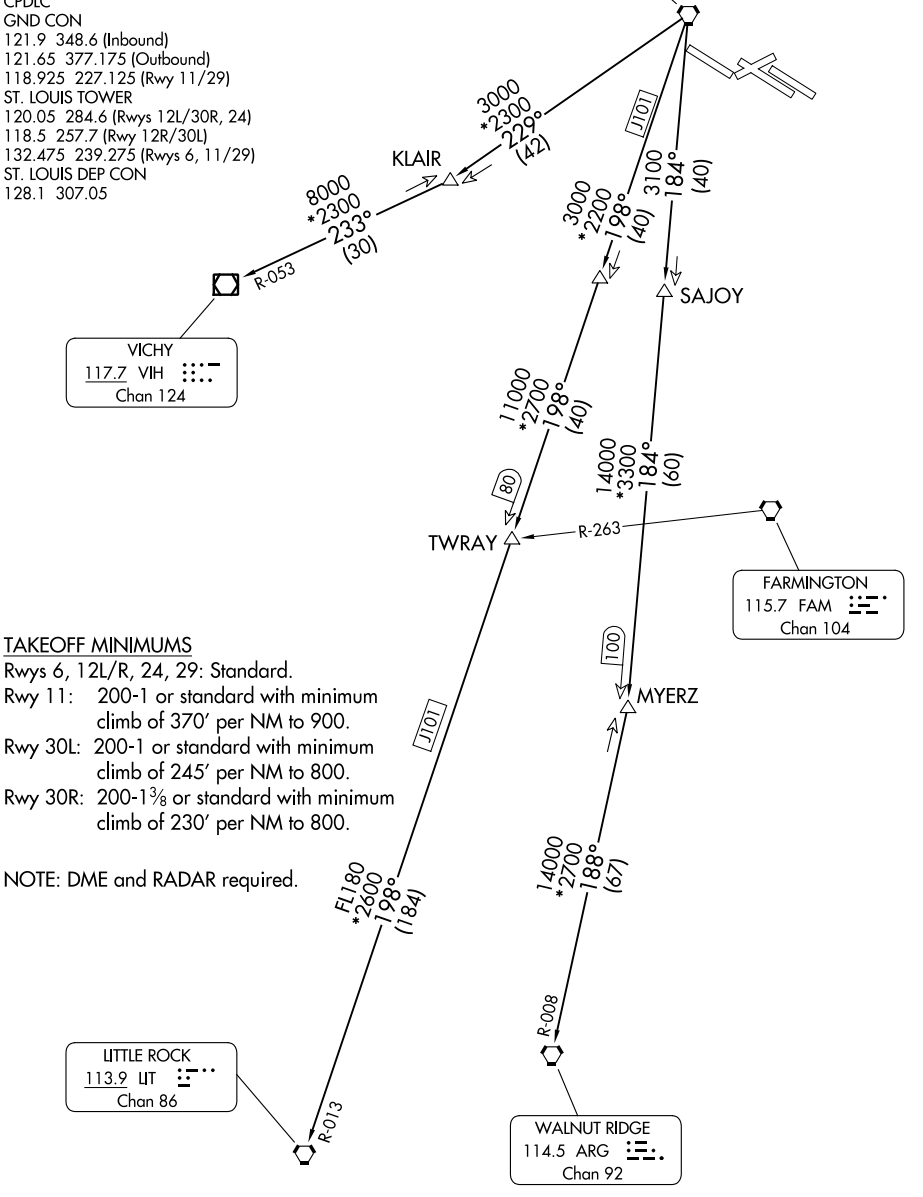 CPDLC
GND CON
121.9 348.6 (Inbound)
121.65 377.175 (Outbound)
118.925 227.125 (Rwy 11/29)
ST. LOUIS TOWER
120.05 284.6 (Rwys 12L/30R, 24)
118.5 257.7 (Rwy 12R/30L)
132.475 239.275 (Rwys 6, 11/29)
ST. LOUIS DEP CON
128.1 307.05
3000
*2300
229°
(42)
KLAIR
8000
*2300
233°
(30)
R-053
VICHY
117.7 VIH
Chan 124
J101
3000
*2200
198°
(40)
3100
184°
(40)
SAJOY
11000
*2700
198°
(40)
80
TWRAY
14000
*3300
184°
(60)
R-263
FARMINGTON
115.7 FAM
Chan 104
100
MYERZ
TAKEOFF MINIMUMS
Rwys 6, 12L/R, 24, 29: Standard.
Rwy 11: 200-1 or standard with minimum
climb of 370' per NM to 900.
Rwy 30L: 200-1 or standard with minimum
climb of 245' per NM to 800.
Rwy 30R: 200-1⅜ or standard with minimum
climb of 230' per NM to 800.
NOTE: DME and RADAR required.
J101
FL180
*2600
198°
(184)
R-013
LITTLE ROCK
113.9 LIT
Chan 86
14000
*2700
188°
(67)
R-008
WALNUT RIDGE
114.5 ARG
Chan 92